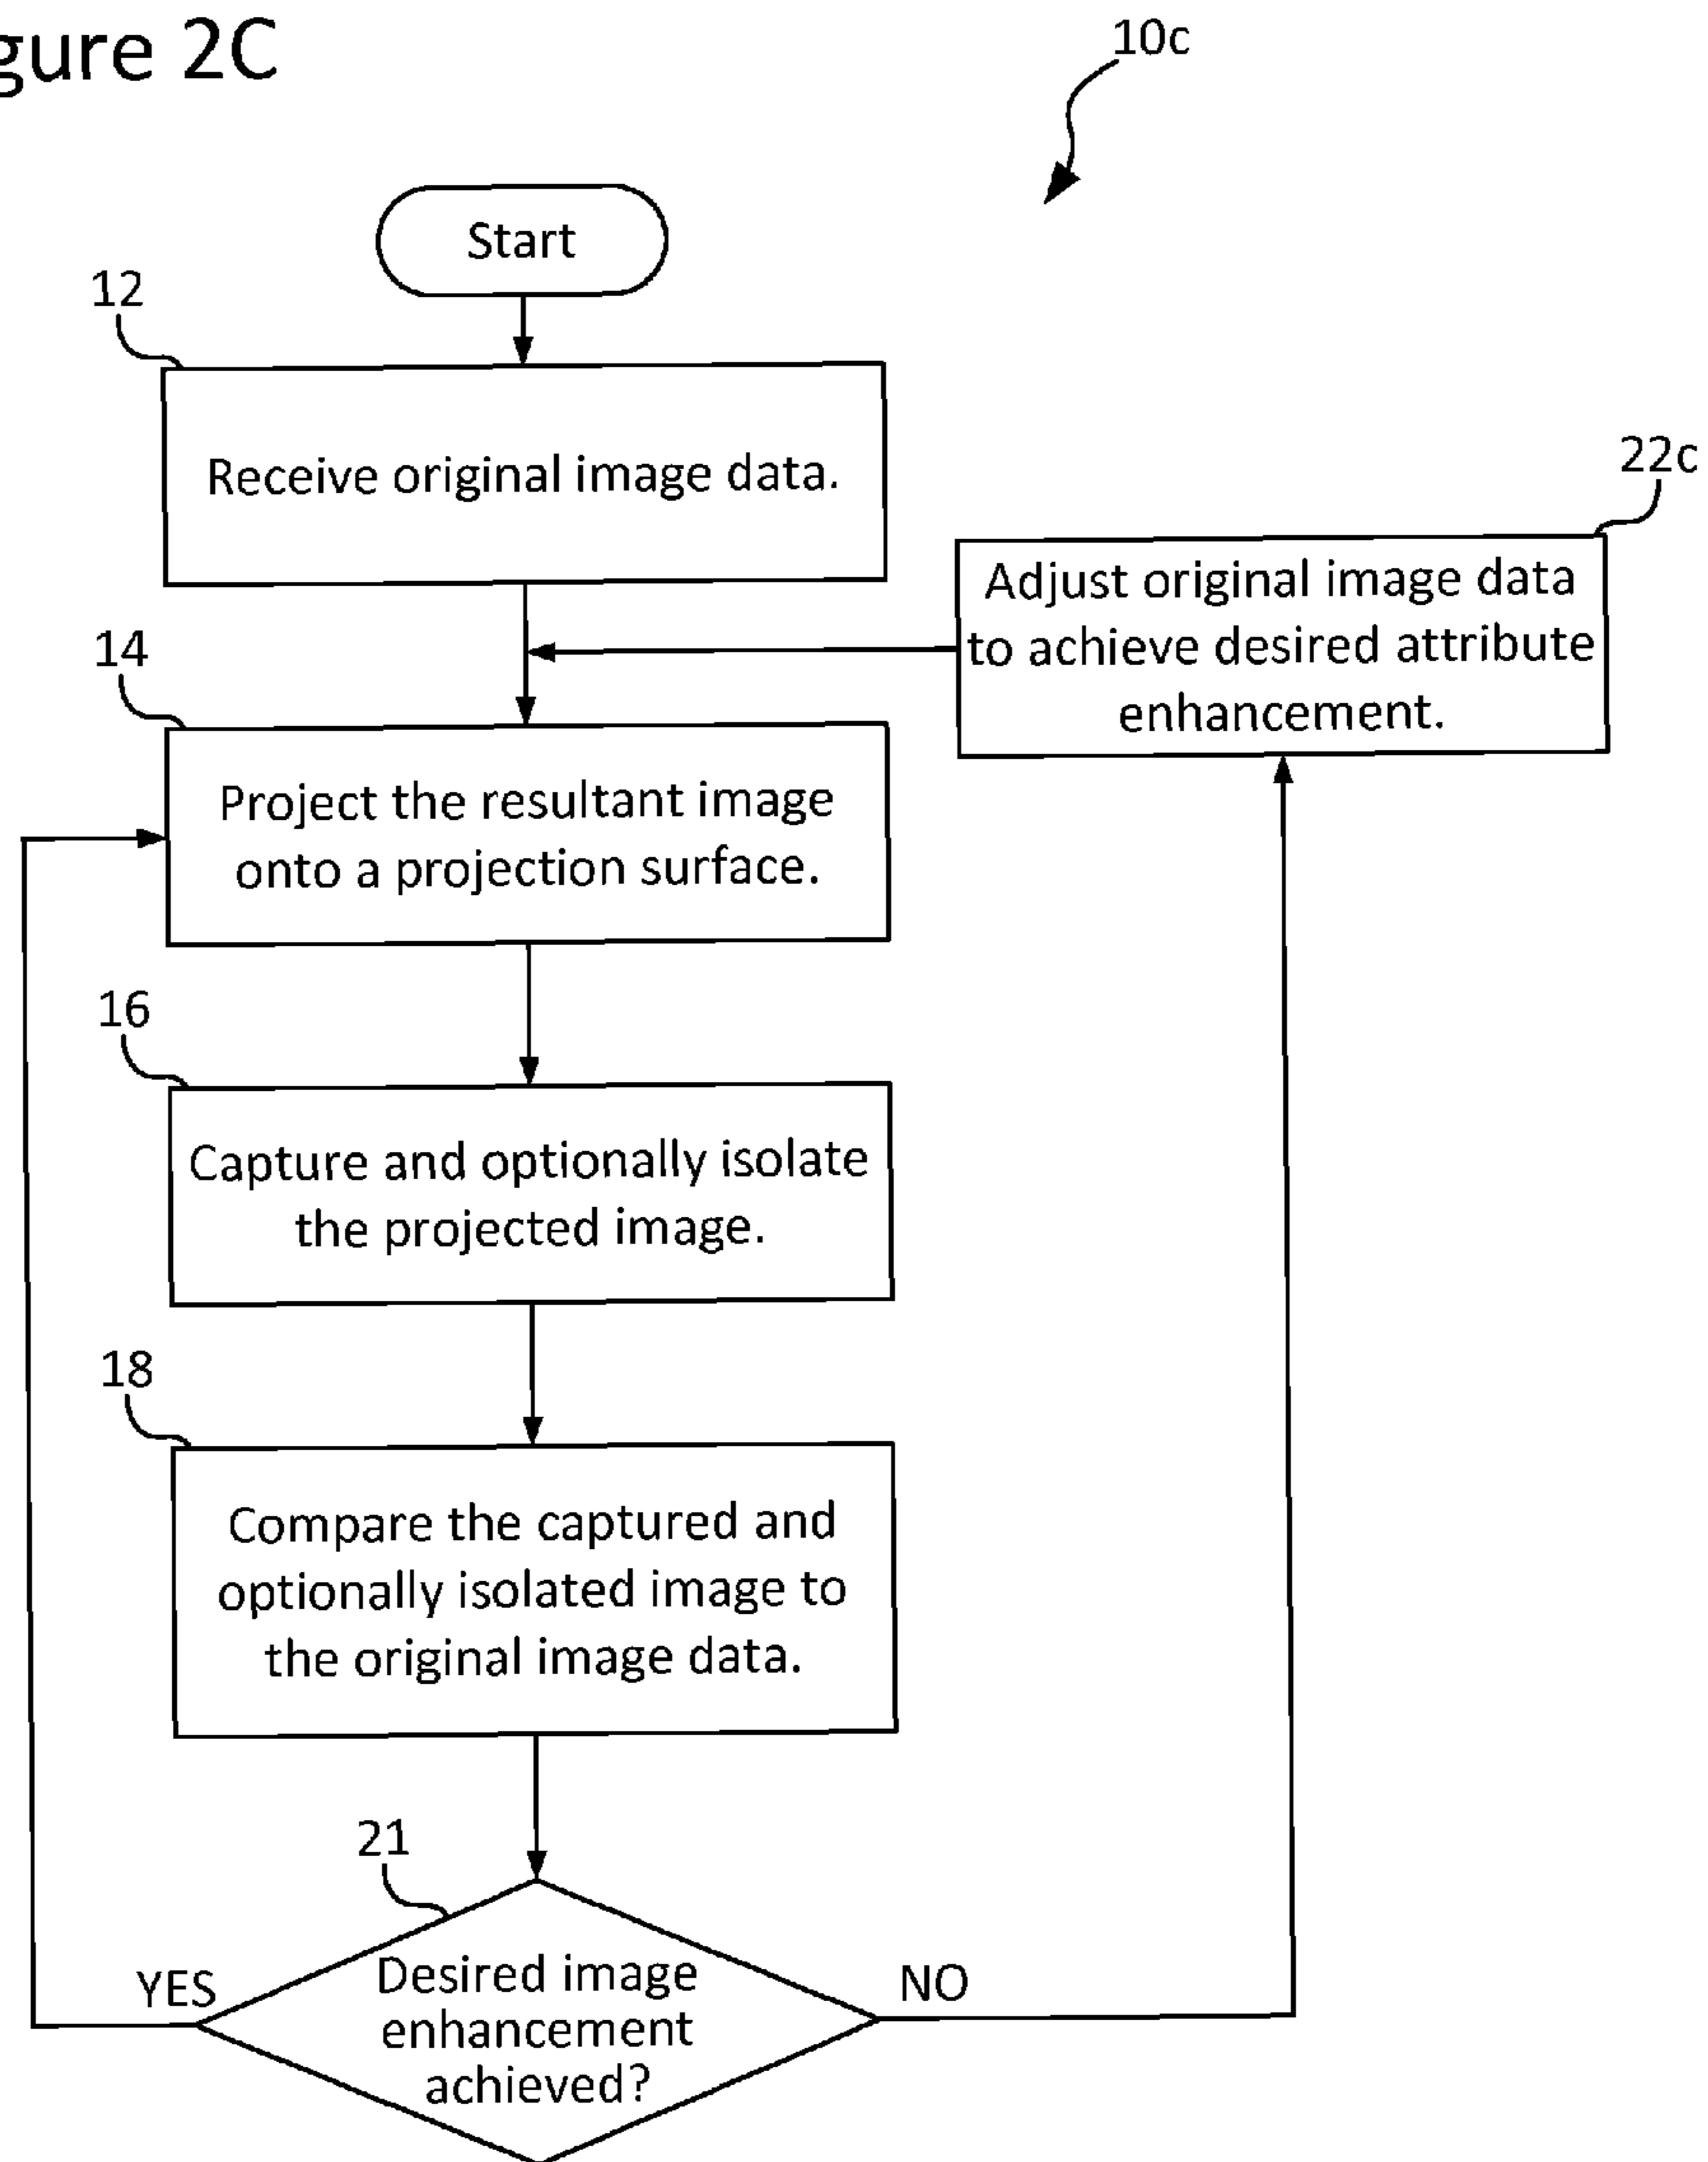 gure 2C
10c
Start
12
Receive original image data.
22c
Adjust original image data
to achieve desired attribute
enhancement.
14
Project the resultant image
onto a projection surface.
16
Capture and optionally isolate
the projected image.
18
Compare the captured and
optionally isolated image to
the original image data.
21
YES
Desired image
enhancement
achieved?
NO